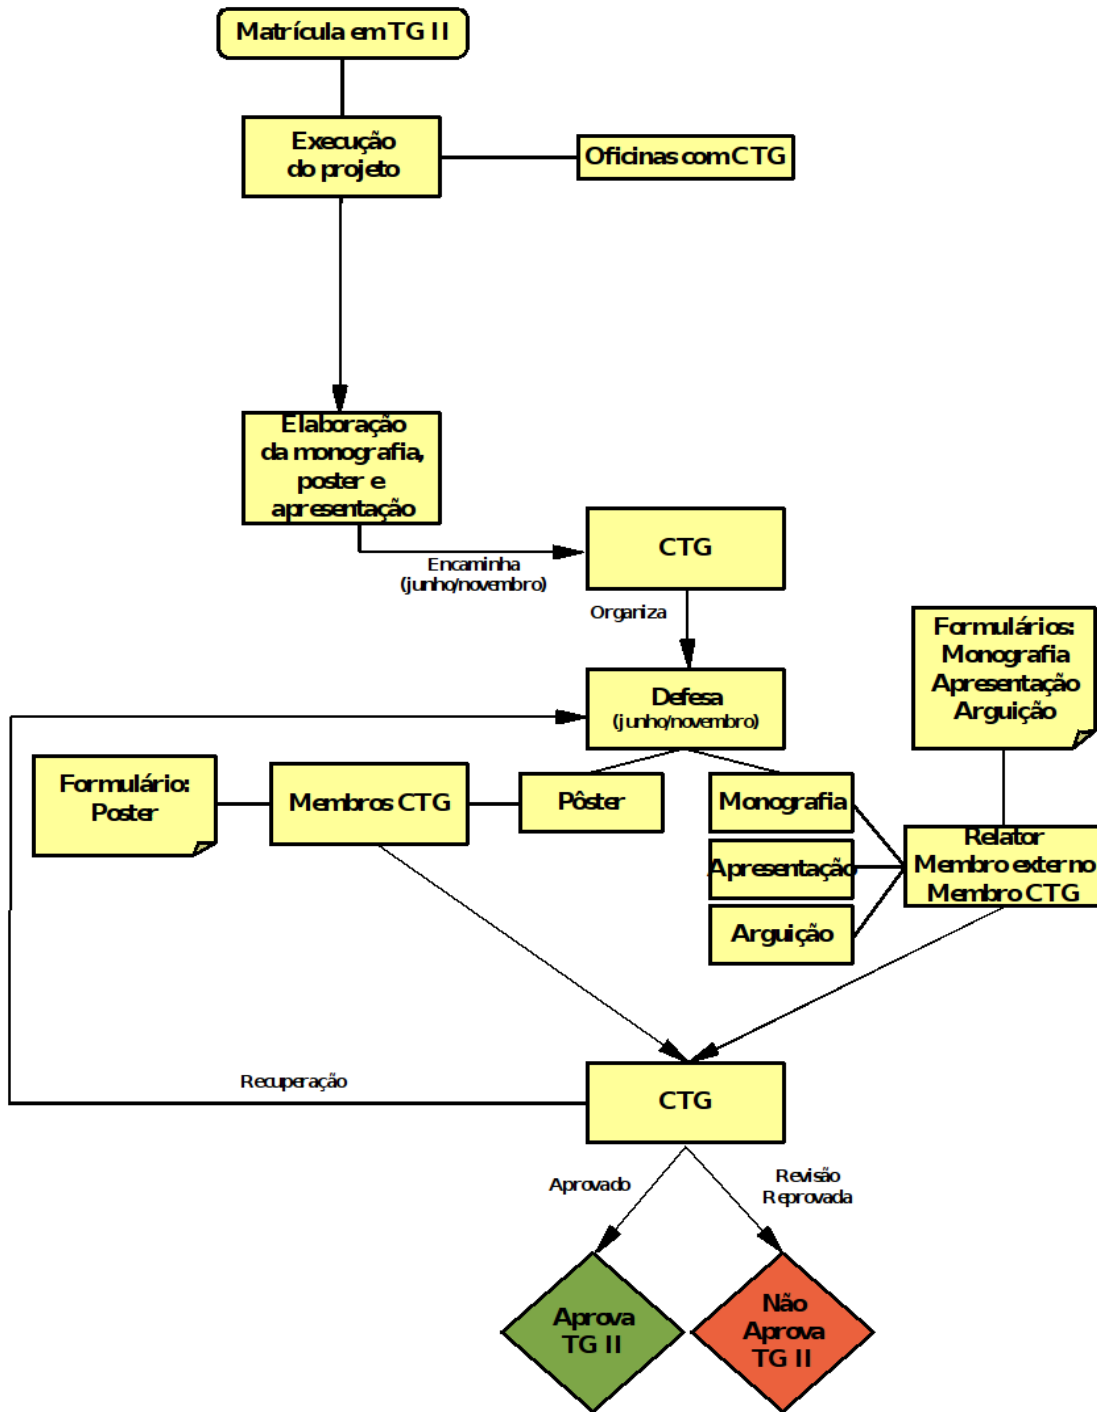 Matrícula em TG II
Execução
do projeto
Oficinas com CTG
Elaboração
da monografia,
poster e
apresentação
Encaminha
(junho/novembro)
CTG
Organiza
Formulários:
Monografia
Apresentação
Arguição
Defesa
(junho/novembro)
Formulário:
Poster
Membros CTG
Pôster
Monografia
Apresentação
Arguição
Relator
Membro externo
Membro CTG
Recuperação
CTG
Aprovado
Revisão
Reprovada
Aprova
TG II
Não
Aprova
TG II